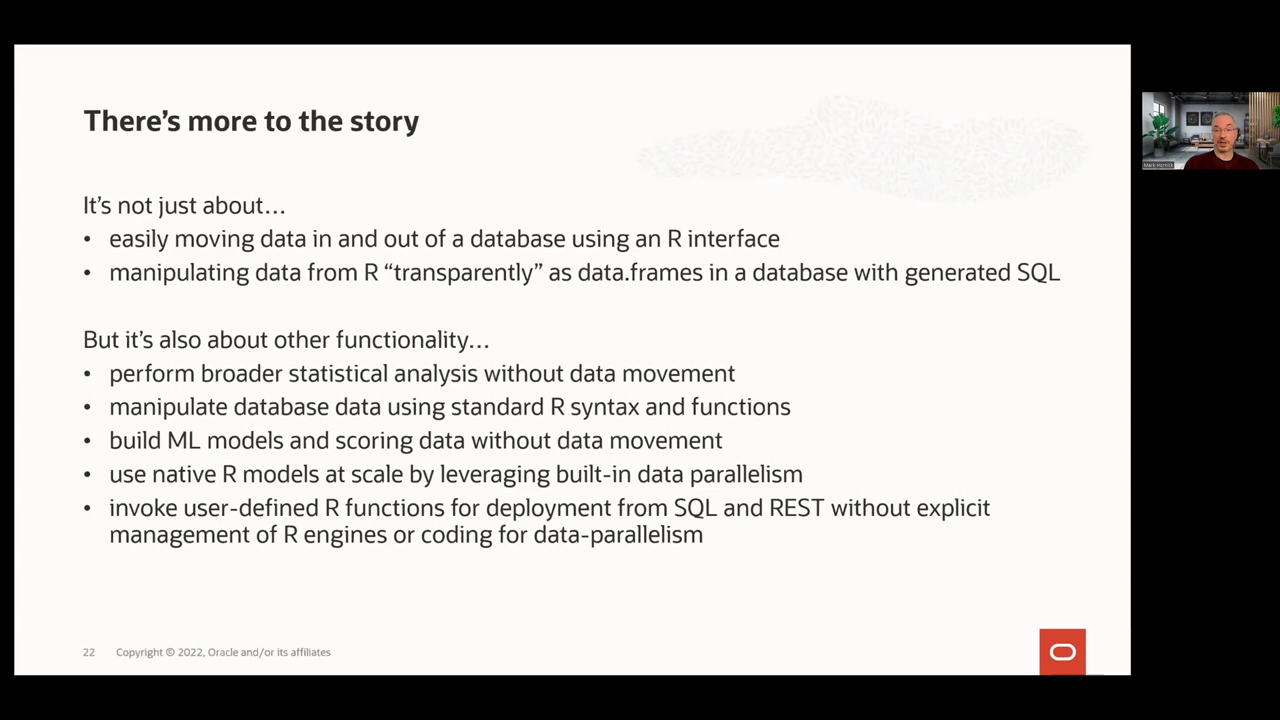 There's more to the story
It's not just about…
• easily moving data in and out of a database using an R interface
• manipulating data from R “transparently” as data.frames in a database with generated SQL
But it's also about other functionality…
• perform broader statistical analysis without data movement
• manipulate database data using standard R syntax and functions
• build ML models and scoring data without data movement
• use native R models at scale by leveraging built-in data parallelism
• invoke user-defined R functions for deployment from SQL and REST without explicit
management of R engines or coding for data-parallelism
22 Copyright © 2022, Oracle and/or its affiliates
Mark Hornick